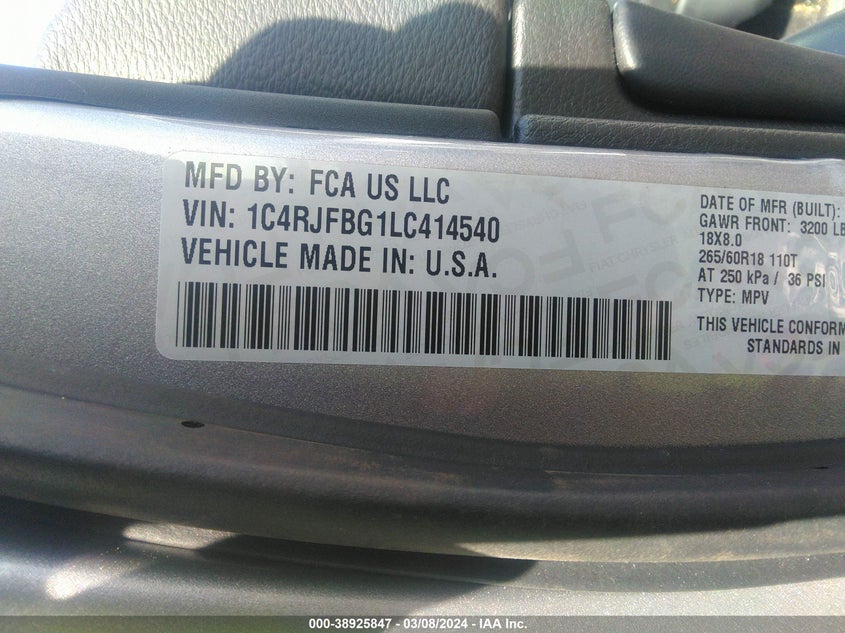 MFD BY: FCA US LLC
VIN: 1C4RJFBG1LC414540
VEHICLE MADE IN: U.S.A.
DATE OF MFR (BUILT):
GAWR FRONT: 3200 LB
18X8.0
265/60R18 110T
AT 250 kPa / 36 PSI
TYPE: MPV
THIS VEHICLE CONFORM
STANDARDS IN
000-38925847 - 03/08/2024 - IAA Inc.